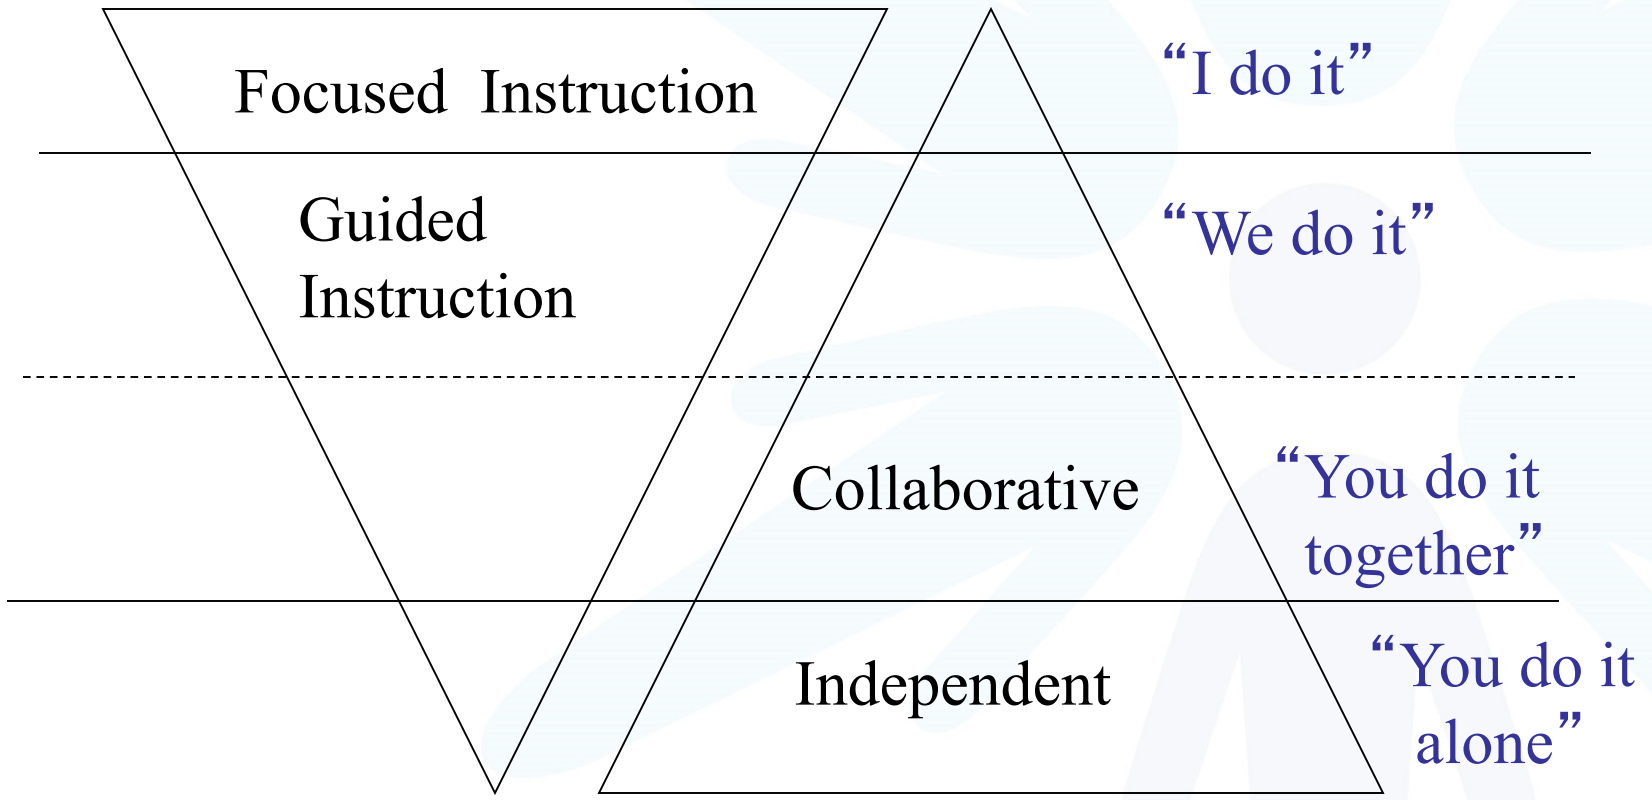 Focused  Instruction
“I do it”
Guided
Instruction
“We do it”
Collaborative
“You do it
together”
Independent
“You do it
alone”